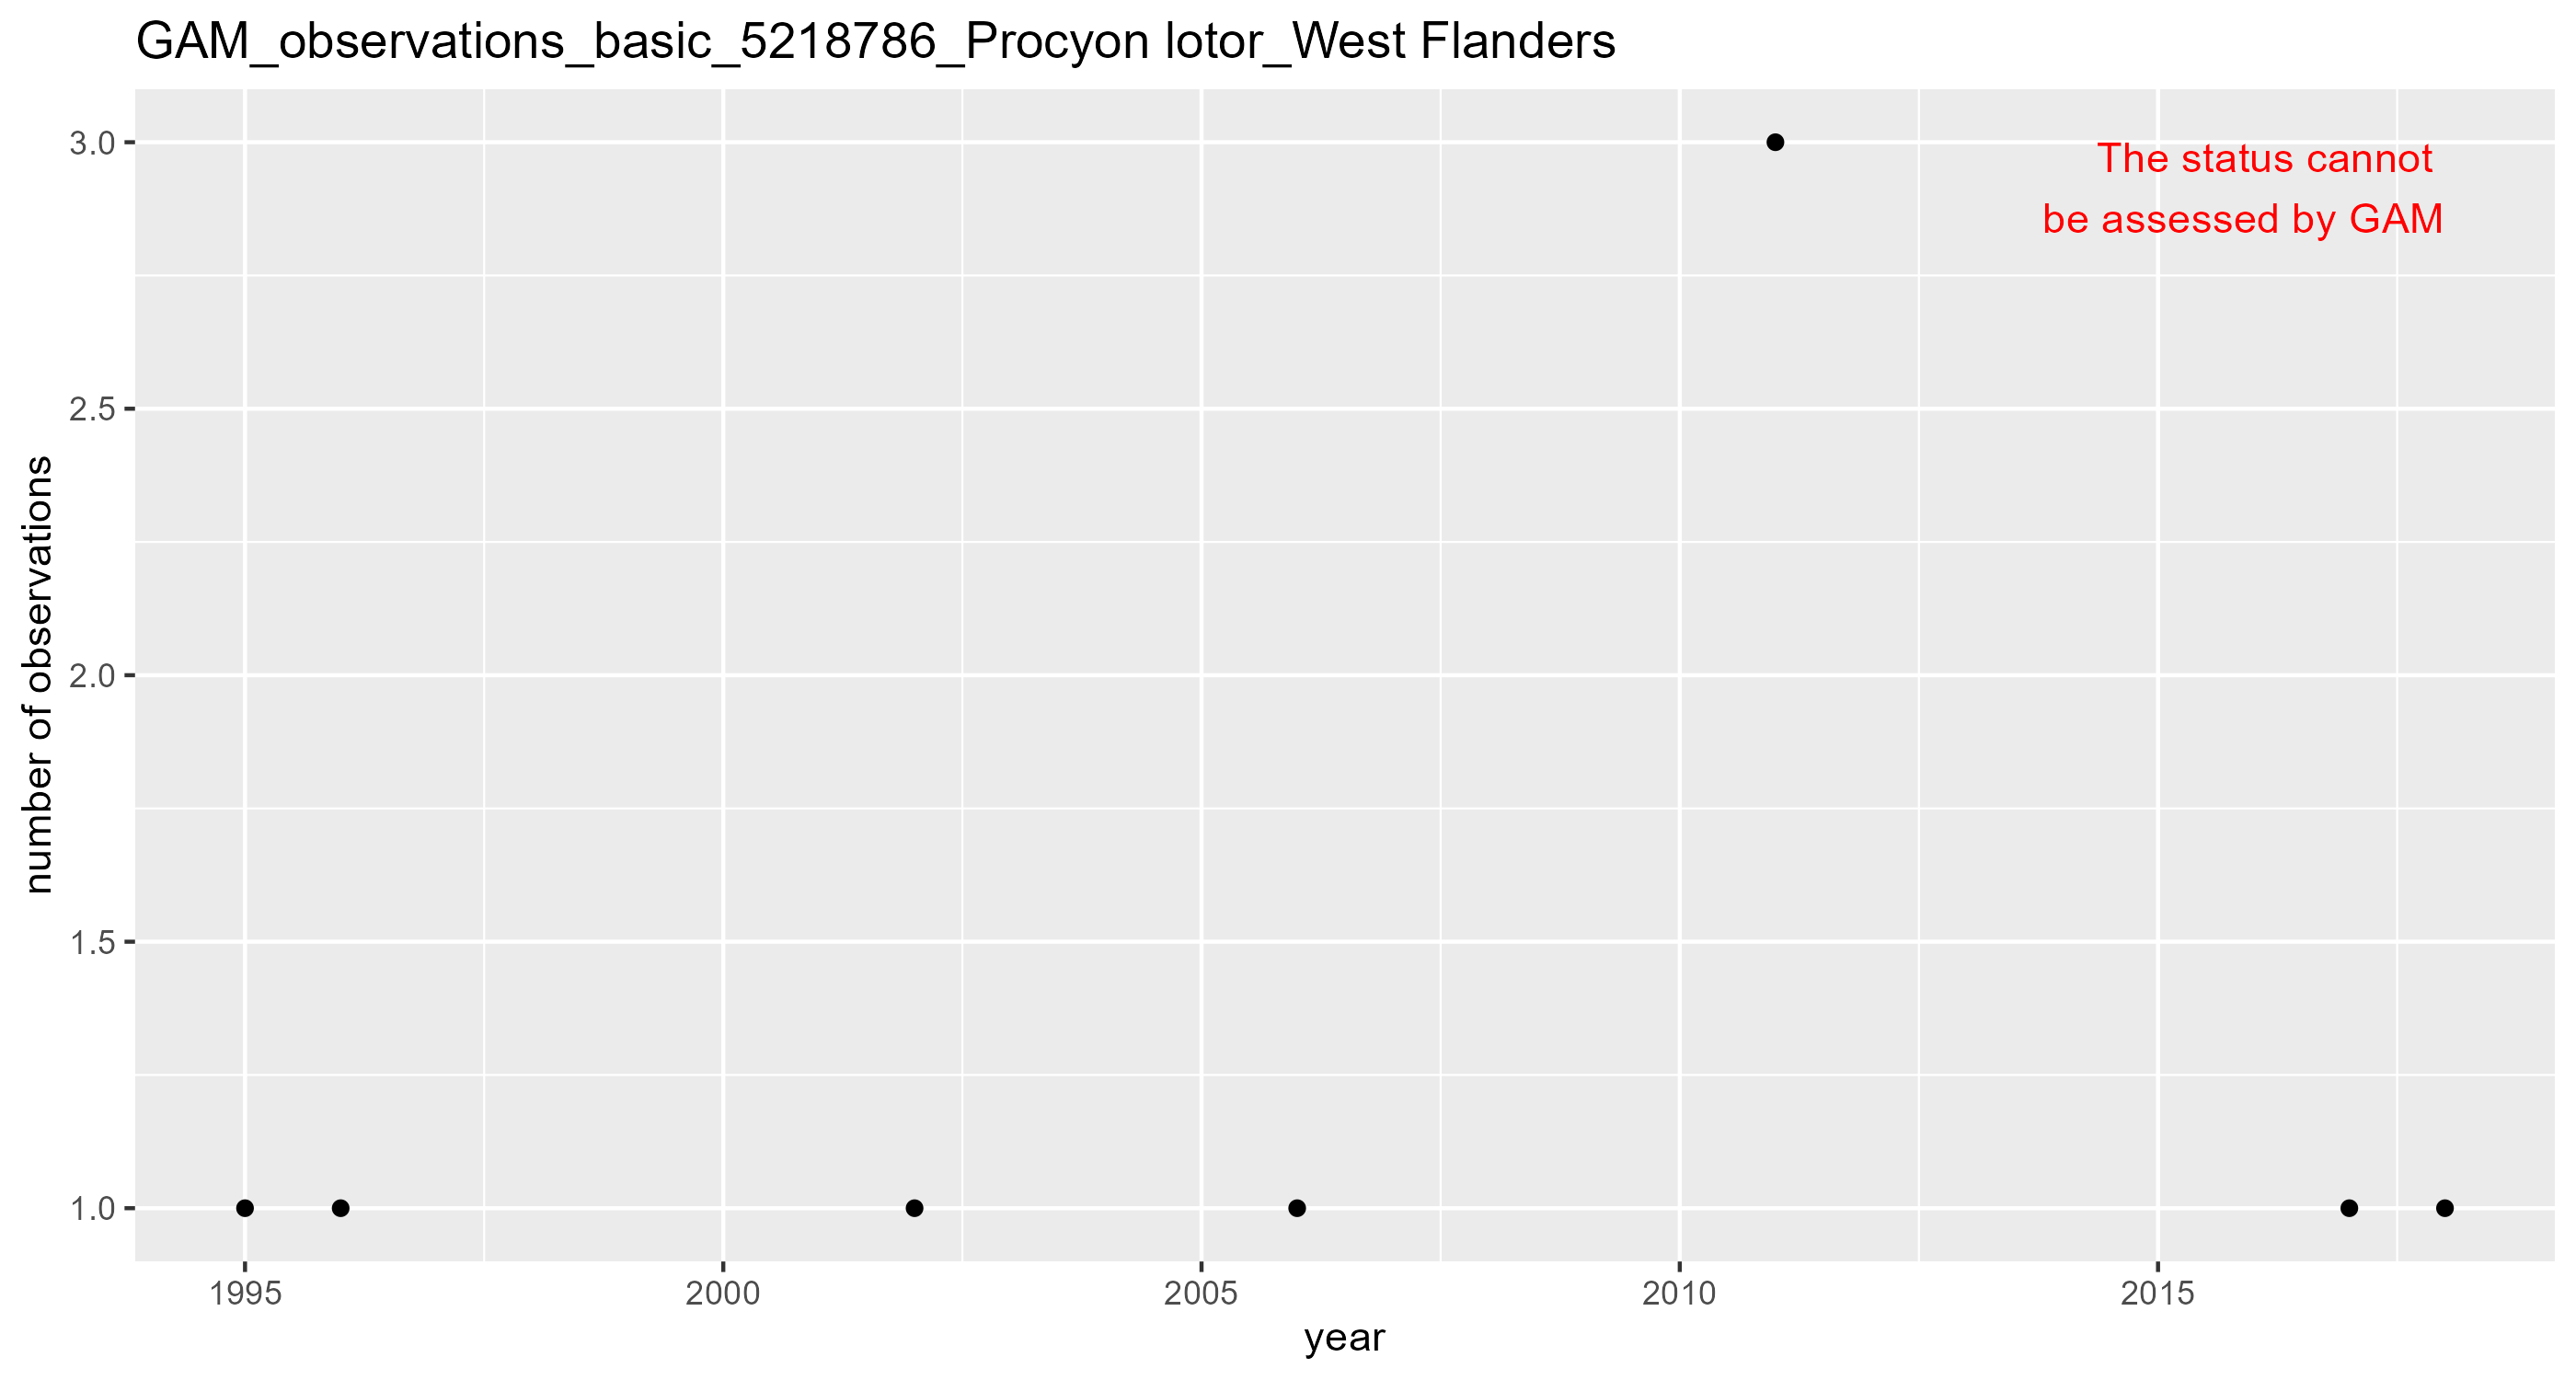 GAM_observations_basic_5218786_Procyon lotor_West Flanders
3.0
The status cannot
be assessed by GAM
2.5
2.0
number of observations
1.5
1.0
1995 2000 2005 2010 2015
year